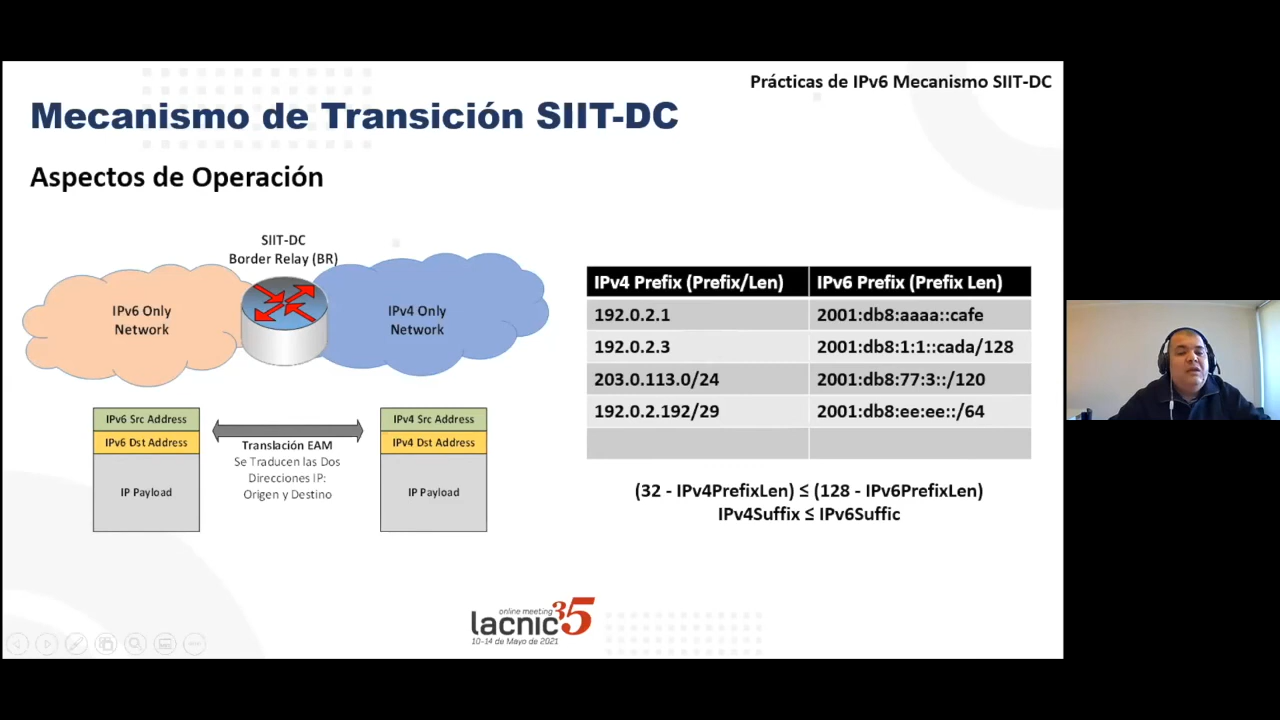 Prácticas de IPv6 Mecanismo SIIT-DC
Mecanismo de Transición SIIT-DC
Aspectos de Operación
SIIT-DC
Border Relay (BR)
IPv6 Only
Network
IPv4 Only
Network
IPv6 Src Address
IPv6 Dst Address
IP Payload
Translación EAM
Se Traducen las Dos
Direcciones IP:
Origen y Destino
IPv4 Src Address
IPv4 Dst Address
IP Payload
IPv4 Prefix (Prefix/Len) IPv6 Prefix (Prefix Len)
192.0.2.1 2001:db8:aaaa::cafe
192.0.2.3 2001:db8:1:1::cada/128
203.0.113.0/24 2001:db8:77:3::/120
192.0.2.192/29 2001:db8:ee:ee::/64
(32 - IPv4PrefixLen) ≤ (128 - IPv6PrefixLen)
IPv4Suffix ≤ IPv6Suffic
online meeting
lacnic35
10-14 de Mayo de 2021